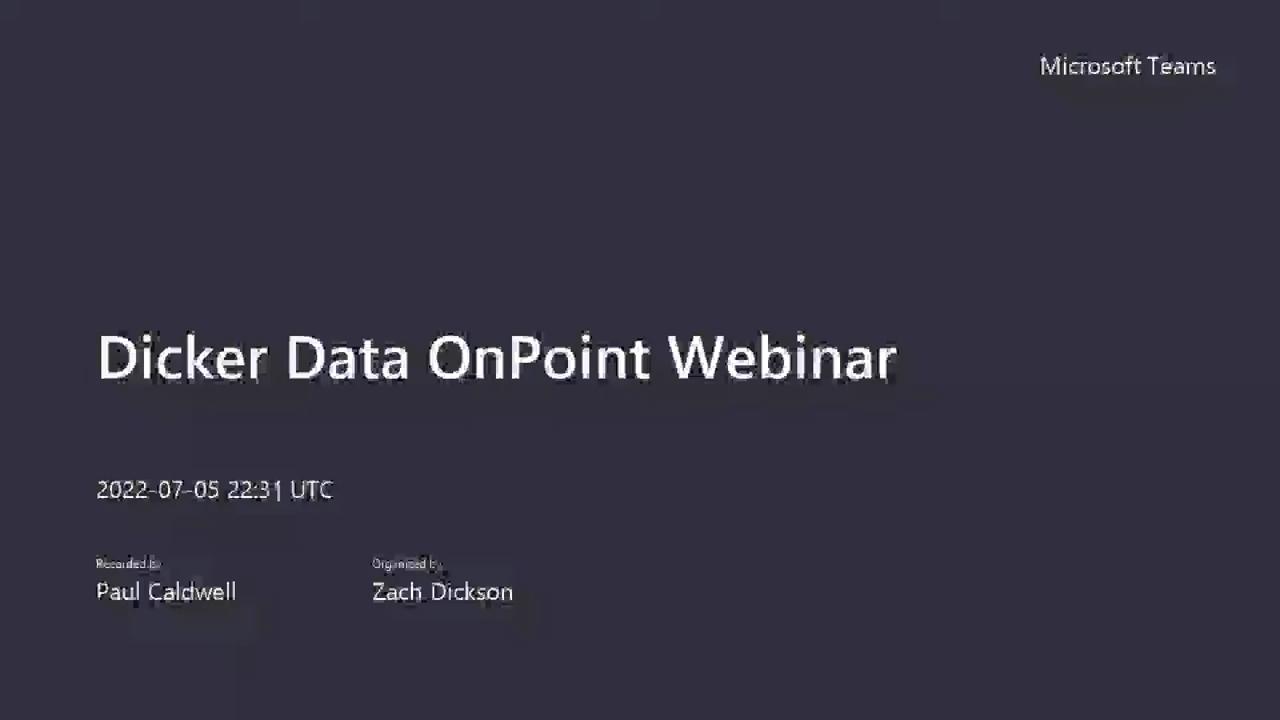 Microsoft Teams
Dicker Data OnPoint Webinar
2022-07-05 22:31 UTC
Recorded by
Organized by
Paul Caldwell
Zach Dickson